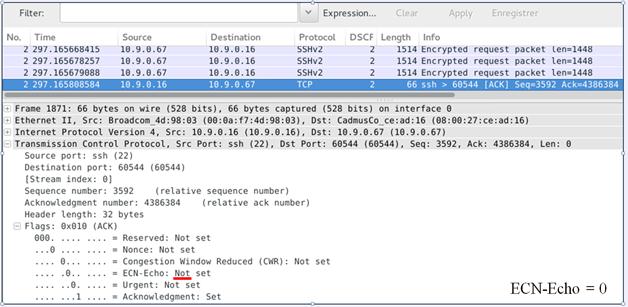 Filter: Expression... Clear Apply Enregistrer
No. Time Source Destination Protocol DSCF Length Info
2 297.165668415 10.9.0.67 10.9.0.16 SSHv2 2 1514 Encrypted request packet len=1448
2 297.165678257 10.9.0.67 10.9.0.16 SSHv2 2 1514 Encrypted request packet len=1448
2 297.165679088 10.9.0.67 10.9.0.16 SSHv2 2 1514 Encrypted request packet len=1448
2 297.165808584 10.9.0.16 10.9.0.67 TCP 2 66 ssh > 60544 [ACK] Seq=3592 Ack=4386384
Frame 1871: 66 bytes on wire (528 bits), 66 bytes captured (528 bits) on interface 0
Ethernet II, Src: Broadcom_4d:98:03 (00:0a:f7:4d:98:03), Dst: CadmusCo_ce:ad:16 (08:00:27:ce:ad:16)
Internet Protocol Version 4, Src: 10.9.0.16 (10.9.0.16), Dst: 10.9.0.67 (10.9.0.67)
Transmission Control Protocol, Src Port: ssh (22), Dst Port: 60544 (60544), Seq: 3592, Ack: 4386384, Len: 0
Source port: ssh (22)
Destination port: 60544 (60544)
[Stream index: 0]
Sequence number: 3592 (relative sequence number)
Acknowledgment number: 4386384 (relative ack number)
Header length: 32 bytes
Flags: 0x010 (ACK)
000. .... .... = Reserved: Not set
...0 .... .... = Nonce: Not set
.... 0... .... = Congestion Window Reduced (CWR): Not set
.... .0.. .... = ECN-Echo: Not set
.... ..0. .... = Urgent: Not set
.... ...1 .... = Acknowledgment: Set
ECN-Echo = 0